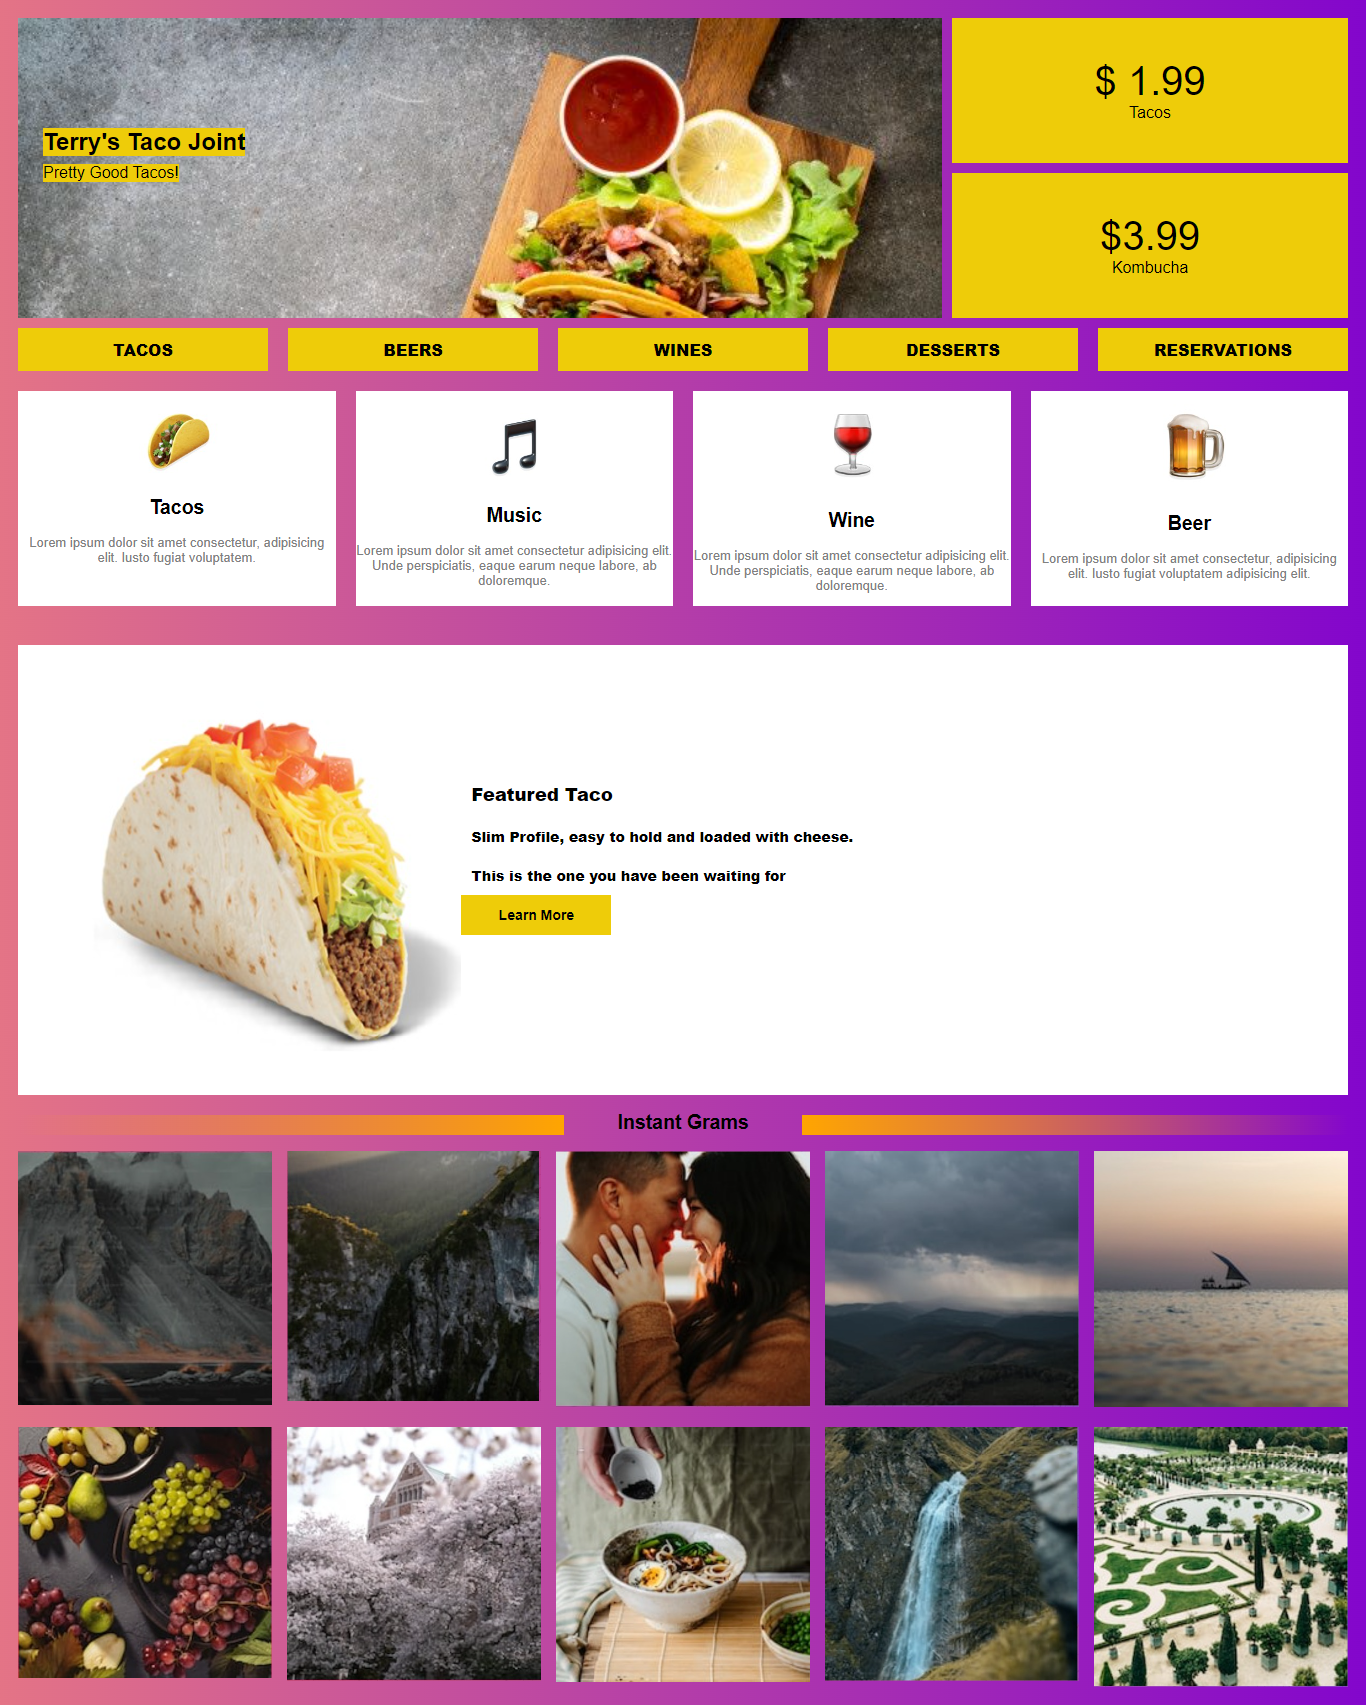 Terry's Taco Joint
Pretty Good Tacos!
$ 1.99
Tacos
$3.99
Kombucha
TACOS
BEERS
WINES
DESSERTS
RESERVATIONS
Tacos
Lorem ipsum dolor sit amet consectetur, adipisicing
elit. Iusto fugiat voluptatem.
Music
Lorem ipsum dolor sit amet consectetur adipisicing elit.
Unde perspiciatis, eaque earum neque labore, ab
doloremque.
Wine
Lorem ipsum dolor sit amet consectetur adipisicing elit.
Unde perspiciatis, eaque earum neque labore, ab
doloremque.
Beer
Lorem ipsum dolor sit amet consectetur, adipisicing
elit. Iusto fugiat voluptatem adipisicing elit.
Featured Taco
Slim Profile, easy to hold and loaded with cheese.
This is the one you have been waiting for
Learn More
Instant Grams